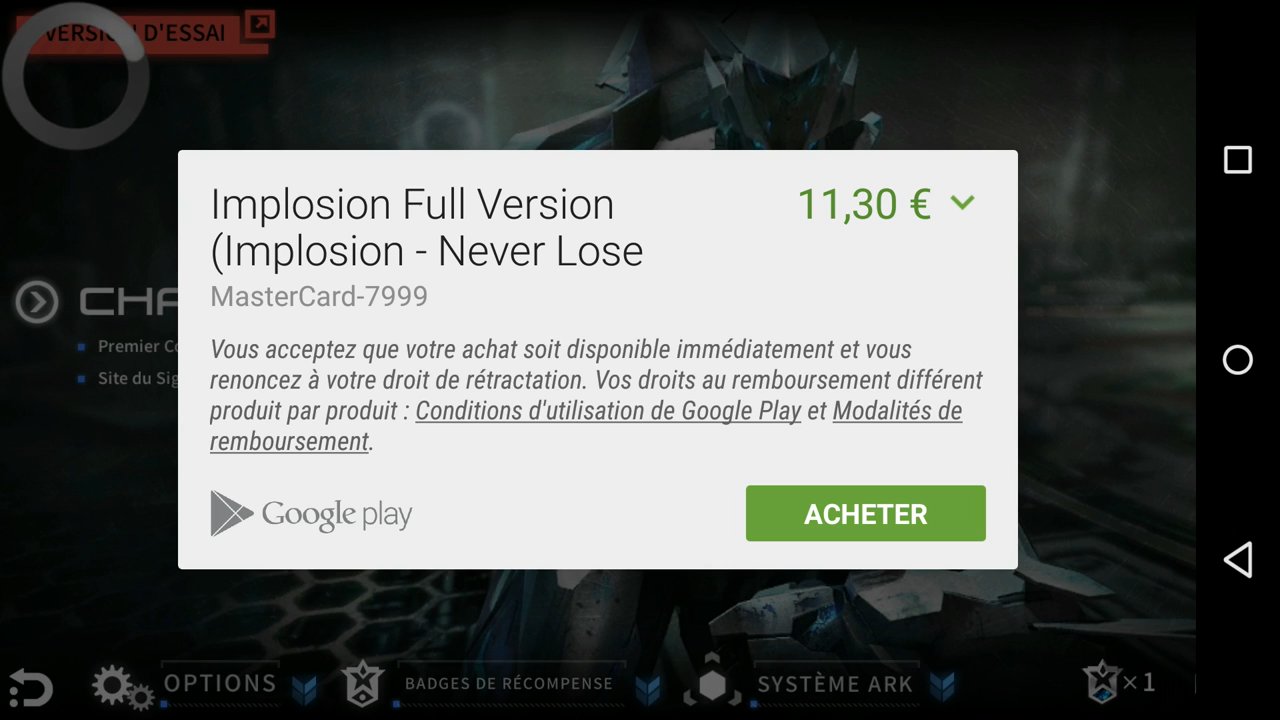 VERSION D'ESSAI
Implosion Full Version
(Implosion - Never Lose
11,30 €
MasterCard-7999
Vous acceptez que votre achat soit disponible immédiatement et vous
renoncez à votre droit de rétractation. Vos droits au remboursement différent
produit par produit : Conditions d'utilisation de Google Play et Modalités de
remboursement.
Google play
ACHETER
CHA
Premier Co
Site du Sig
OPTIONS
BADGES DE RÉCOMPENSE
SYSTÈME ARK
×1